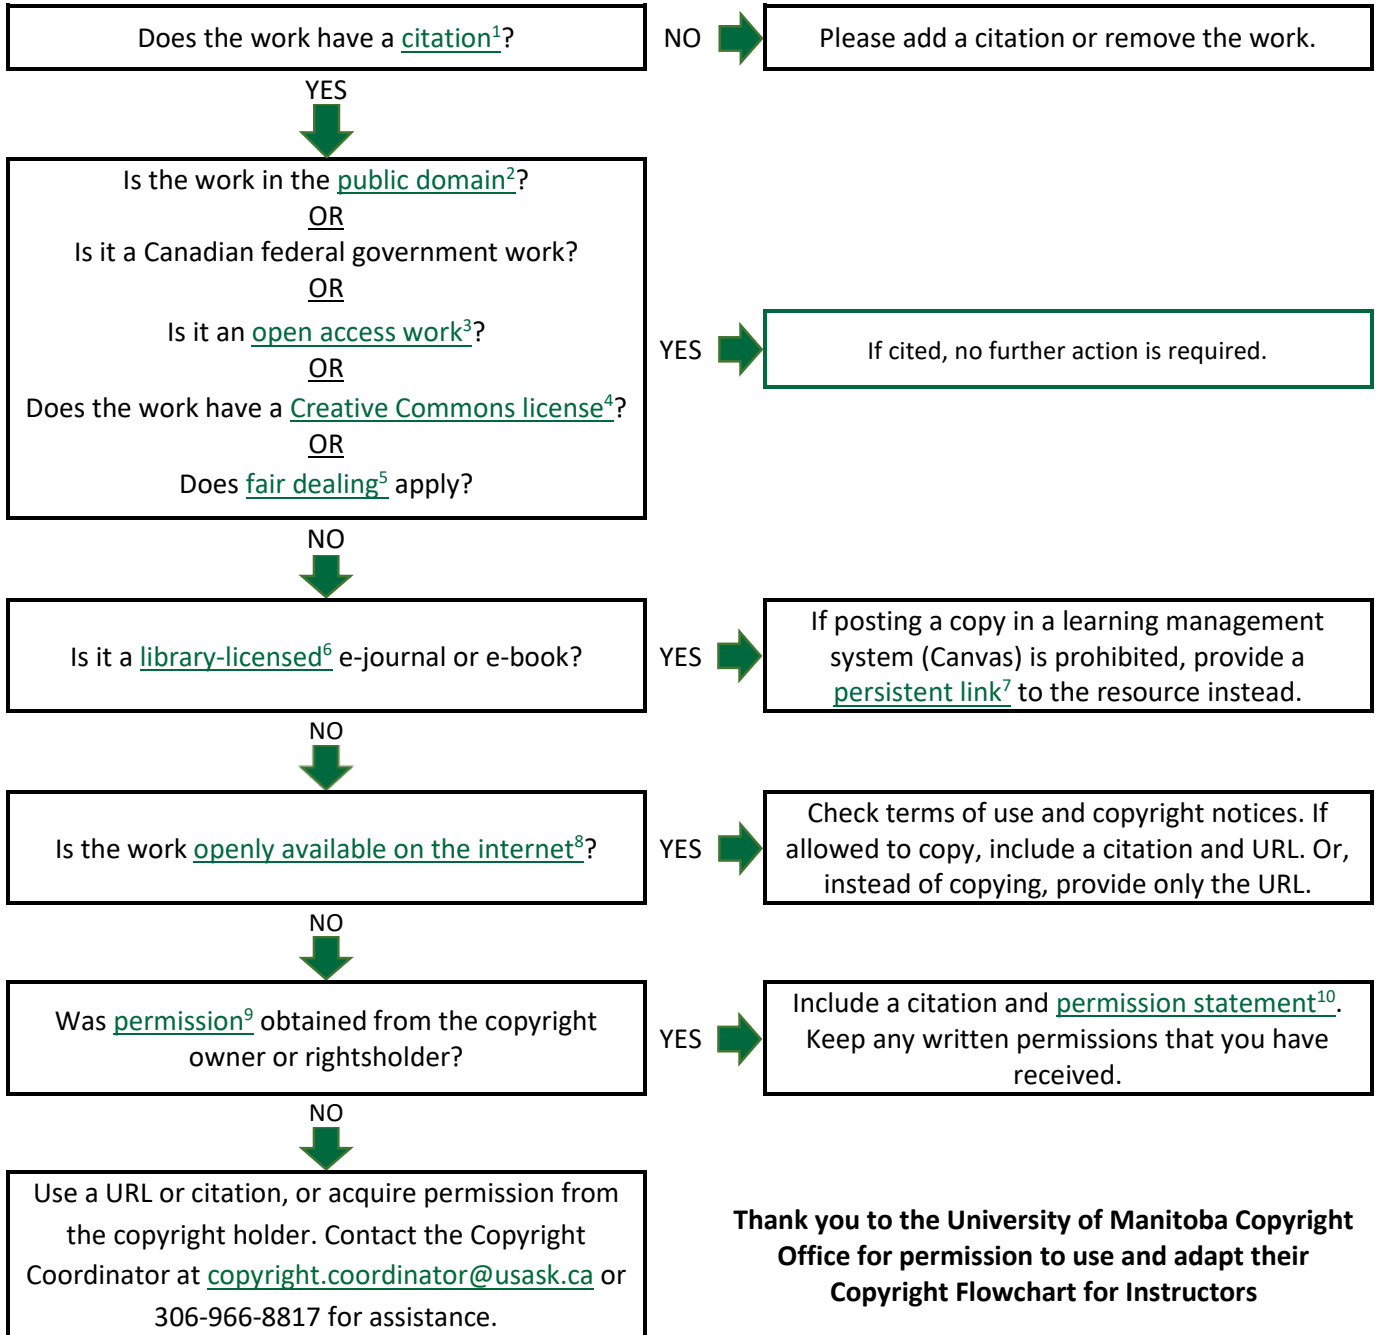 Does the work have a citation¹?
NO
Please add a citation or remove the work.
YES
Is the work in the public domain²?
OR
Is it a Canadian federal government work?
OR
Is it an open access work³?
OR
Does the work have a Creative Commons license⁴?
OR
Does fair dealing⁵ apply?
YES
If cited, no further action is required.
NO
Is it a library-licensed⁶ e-journal or e-book?
YES
If posting a copy in a learning management
system (Canvas) is prohibited, provide a
persistent link⁷ to the resource instead.
NO
Is the work openly available on the internet⁸?
YES
Check terms of use and copyright notices. If
allowed to copy, include a citation and URL. Or,
instead of copying, provide only the URL.
NO
Was permission⁹ obtained from the copyright
owner or rightsholder?
YES
Include a citation and permission statement¹⁰.
Keep any written permissions that you have
received.
NO
Use a URL or citation, or acquire permission from
the copyright holder. Contact the Copyright
Coordinator at copyright.coordinator@usask.ca or
306-966-8817 for assistance.
Thank you to the University of Manitoba Copyright
Office for permission to use and adapt their
Copyright Flowchart for Instructors